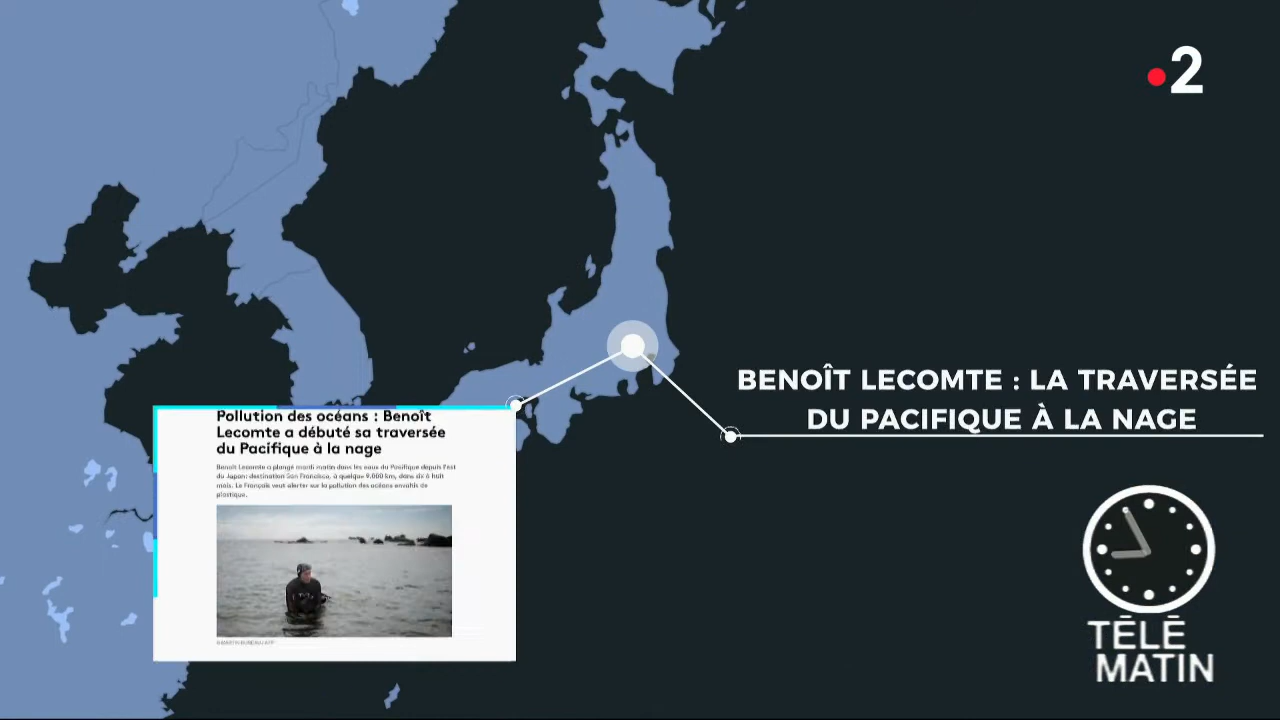 2
BENOÎT LECOMTE : LA TRAVERSÉE
DU PACIFIQUE À LA NAGE
Pollution des océans : Benoît
Lecomte a débuté sa traversée
du Pacifique à la nage
Benoît Lecomte a plongé mardi matin dans les eaux du Pacifique depuis l'est
du Japon: destination San Francisco, à quelque 9.000 km, dans six à huit
mois. Le Français veut alerter sur la pollution des océans envahis de
plastique.
TÉLÉ
MATIN